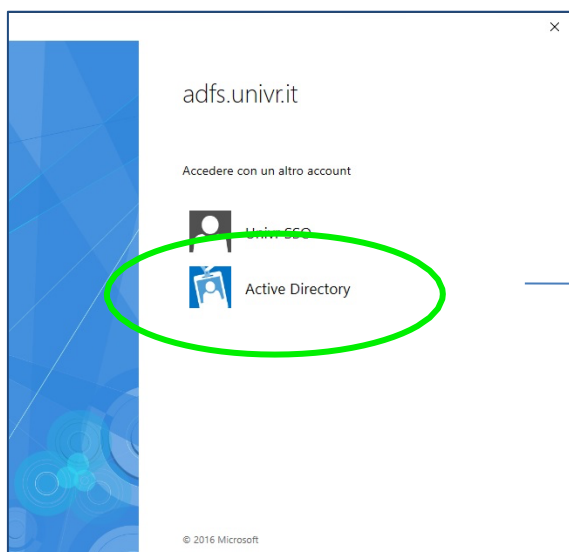 adfs.univr.it
Accedere con un altro account
Univr SSO
Active Directory
© 2016 Microsoft